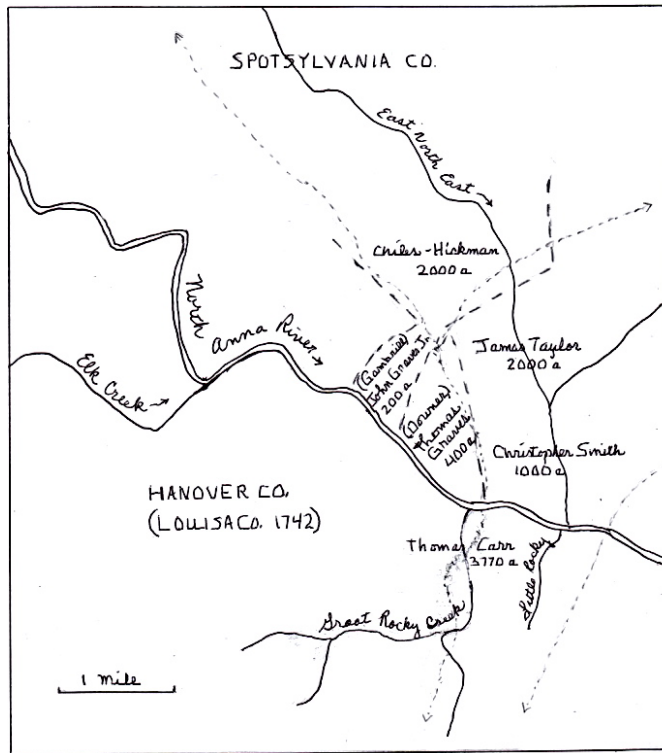 SPOTSYLVANIA CO.
East North East →
Chiles-Hickman
2000 a
North
Anna River →
(Gambriel)
John Graves Jr.
200 a
James Taylor
2000 a
Elk Creek →
(Downer)
Thomas
Graves
400 a
Christopher Smith
1000 a
HANOVER CO.
(LOUISA CO. 1742)
Thomas Carr
3770 a
Little Rocky
Great Rocky Creek
1 Mile